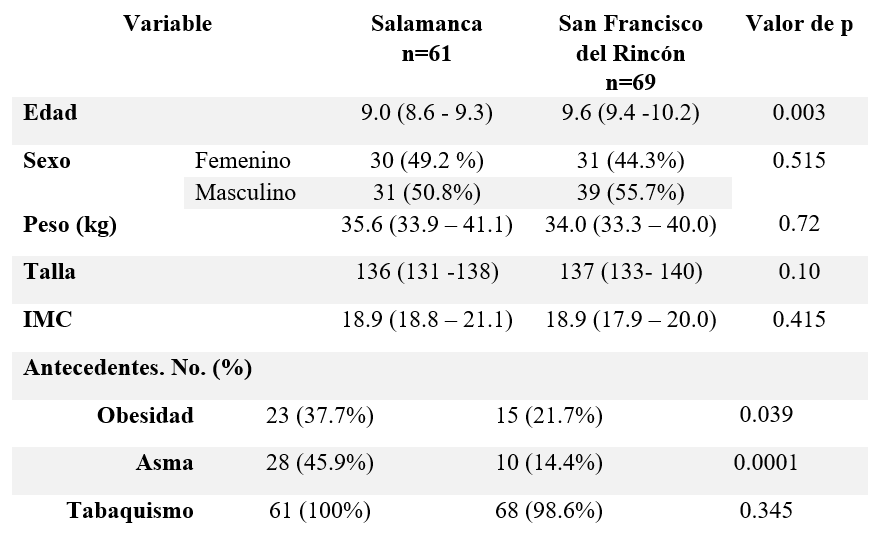 Variable Salamanca n=61 San Francisco del Rincón n=69 Valor de p
Edad 9.0 (8.6 - 9.3) 9.6 (9.4 -10.2) 0.003
Sexo Femenino 30 (49.2 %) 31 (44.3%) 0.515
Masculino 31 (50.8%) 39 (55.7%)
Peso (kg) 35.6 (33.9 – 41.1) 34.0 (33.3 – 40.0) 0.72
Talla 136 (131 -138) 137 (133- 140) 0.10
IMC 18.9 (18.8 – 21.1) 18.9 (17.9 – 20.0) 0.415
Antecedentes. No. (%)
Obesidad 23 (37.7%) 15 (21.7%) 0.039
Asma 28 (45.9%) 10 (14.4%) 0.0001
Tabaquismo 61 (100%) 68 (98.6%) 0.345